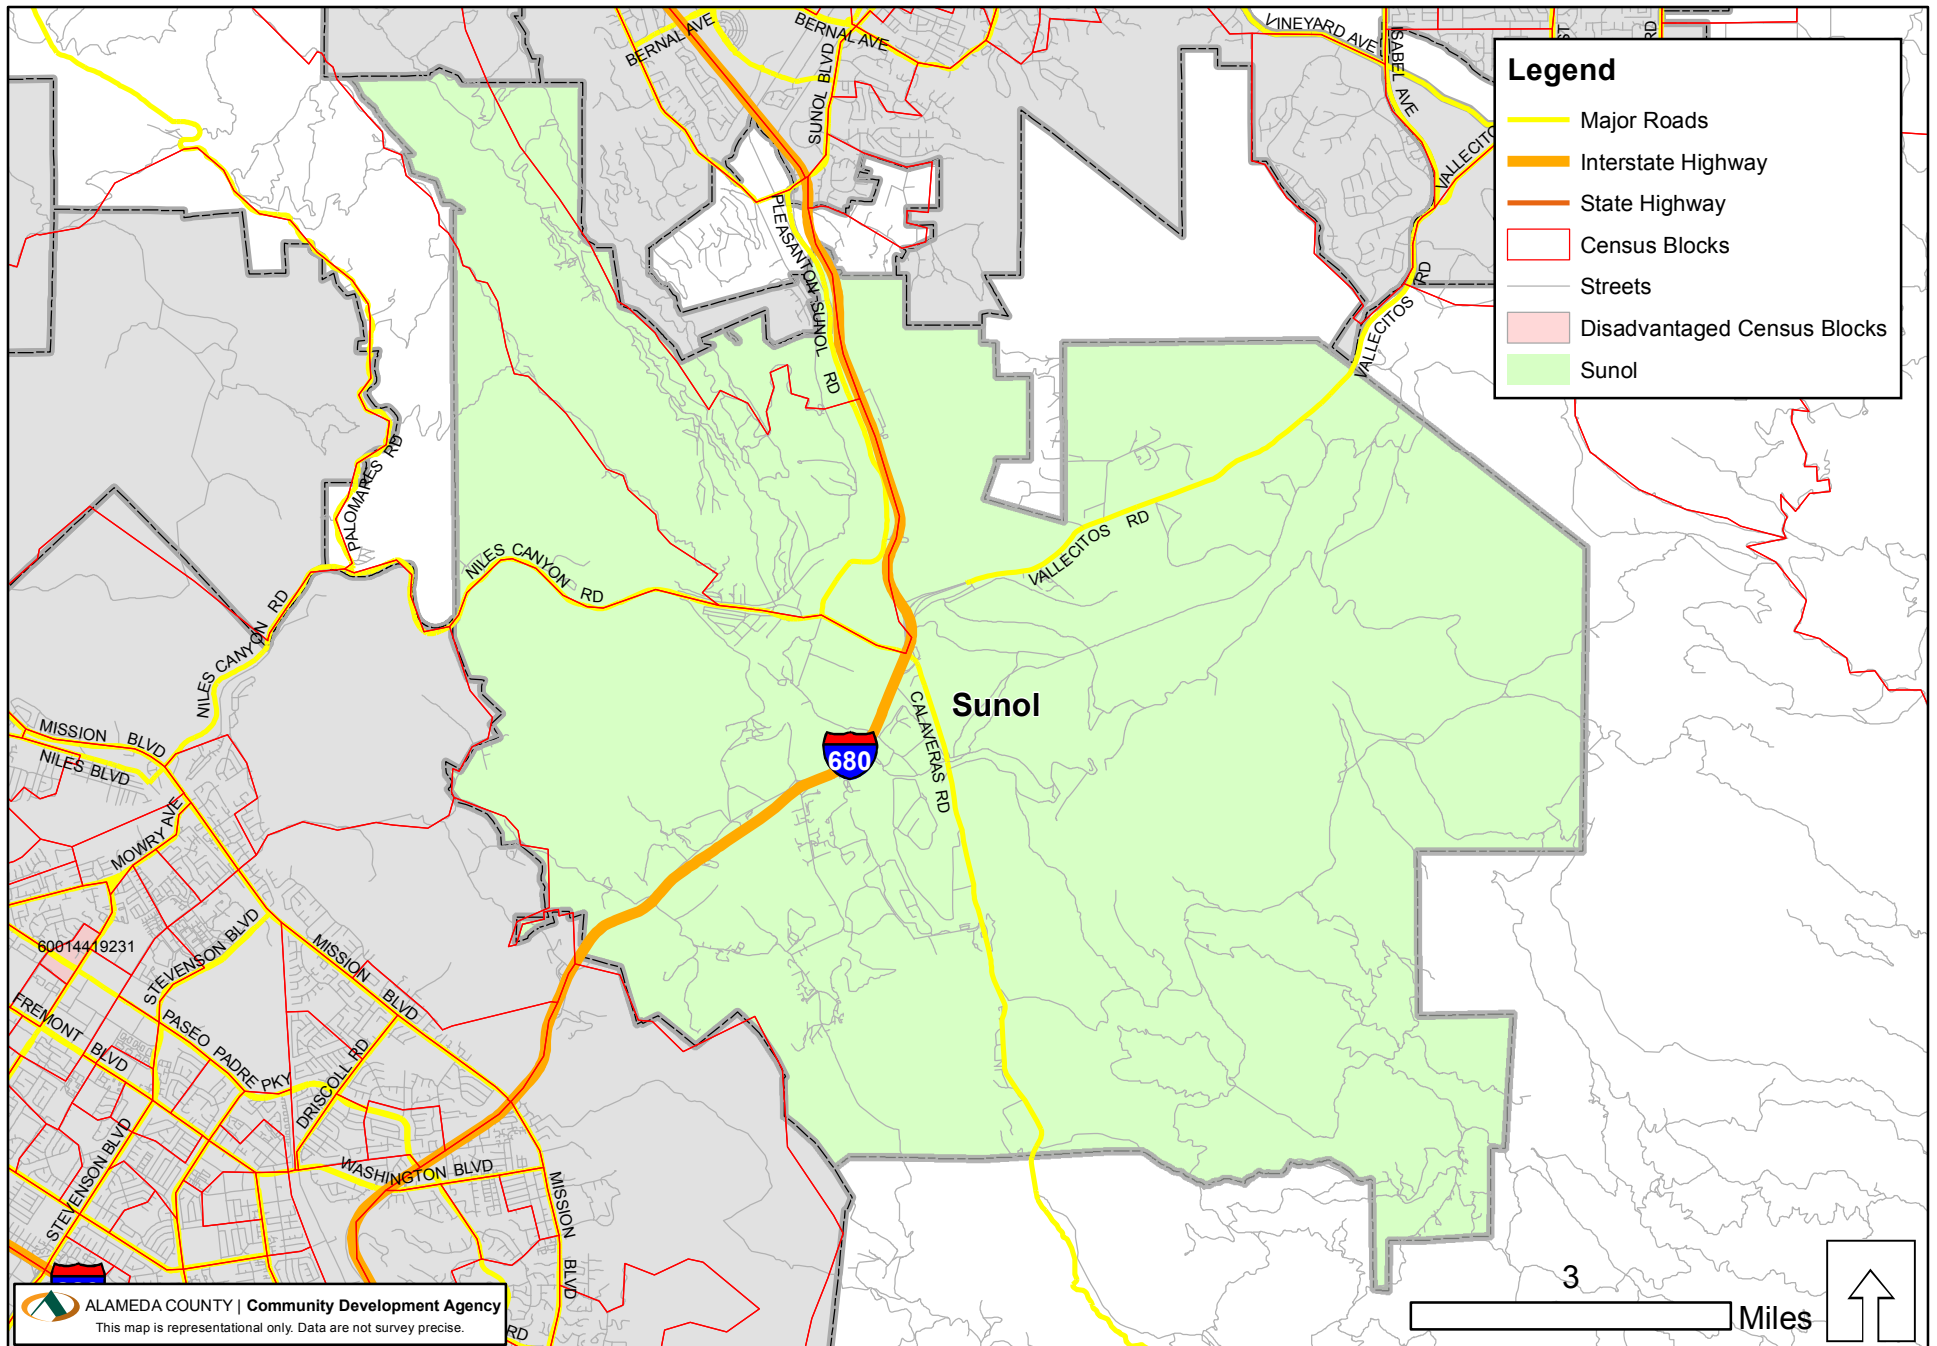 BERNAL AVE
BERNAL AVE
SUNOL BLVD
VINEYARD AVE
ISABEL AVE
VALLECITOS RD
Legend
Major Roads
Interstate Highway
State Highway
Census Blocks
Streets
Disadvantaged Census Blocks
Sunol
PLEASANTON SUNOL RD
VALLECITOS
PALOMARES RD
NILES CANYON RD
VALLECITOS RD
NILES CANYON RD
Sunol
CALAVERAS RD
680
MISSION BLVD
NILES BLVD
MOWRY AVE
60014419231
STEVENSON BLVD
MISSION BLVD
FREMONT BLVD
PASEO PADRE PKY
DRISCOLL RD
STEVENSON BLVD
WASHINGTON BLVD
MISSION BLVD
RD
ALAMEDA COUNTY | Community Development Agency
This map is representational only. Data are not survey precise.
3
Miles